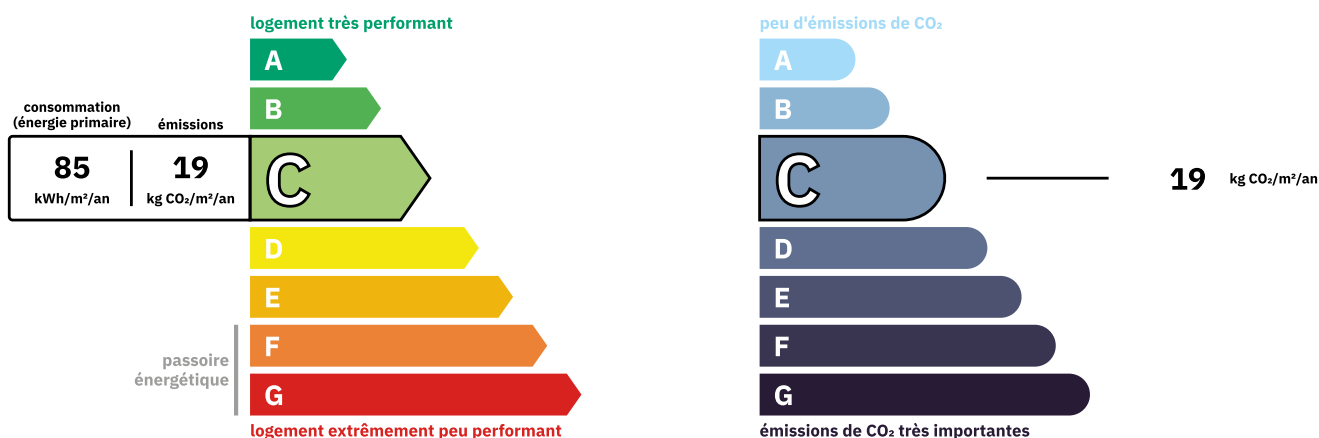 logement très performant
A
B
consommation
(énergie primaire)
émissions
85
kWh/m²/an
19
kg CO₂/m²/an
C
D
E
F
G
passoire
énergétique
logement extrêmement peu performant
peu d'émissions de CO₂
A
B
C
19 kg CO₂/m²/an
D
E
F
G
émissions de CO₂ très importantes